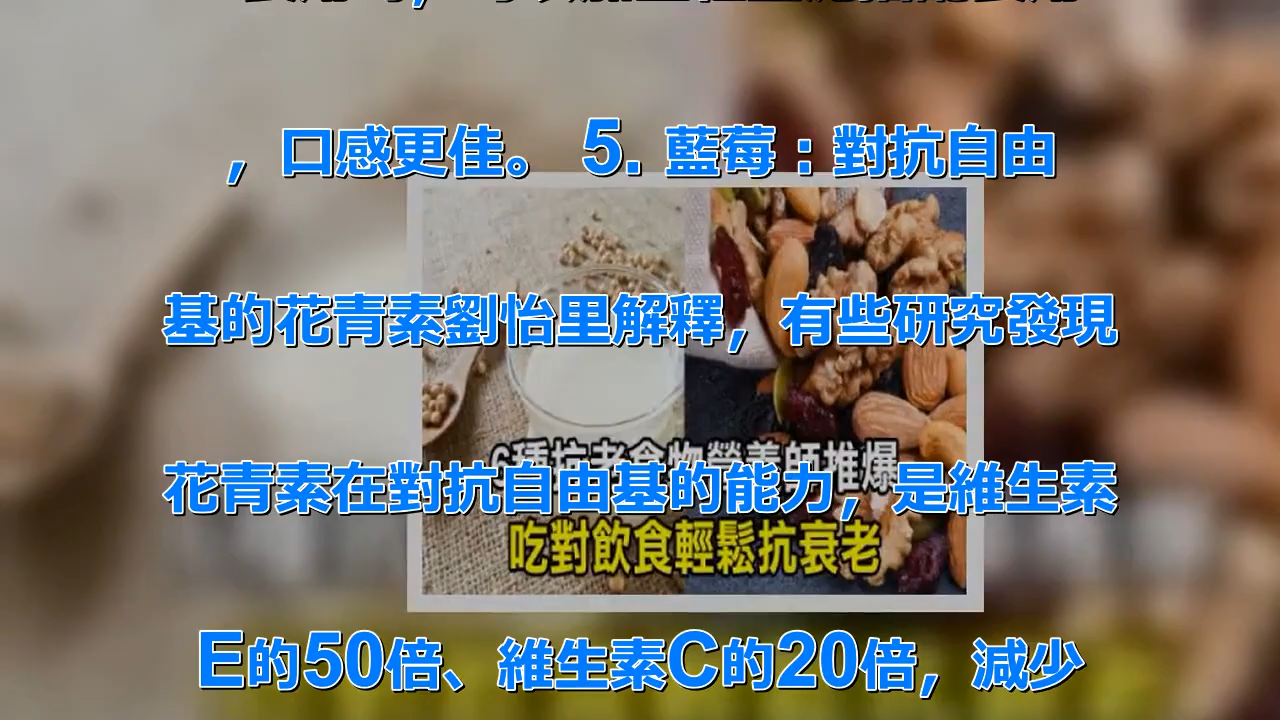 ，口感更佳。 5. 藍莓：對抗自由
基的花青素劉怡里解釋，有些研究發現
花青素在對抗自由基的能力，是維生素
吃對飲食輕鬆抗衰老
E的50倍、維生素C的20倍，減少